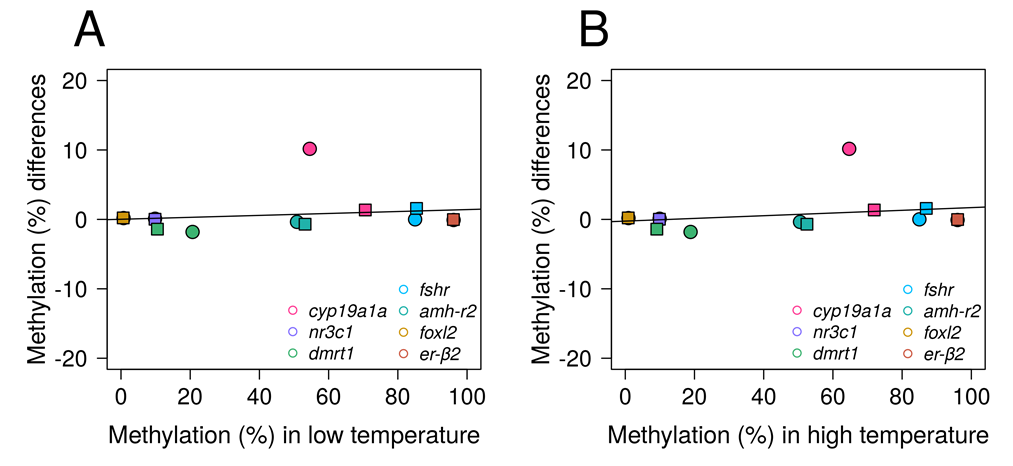 A
Methylation (%) differences
20
10
0
-10
-20
0 20 40 60 80 100
Methylation (%) in low temperature
cyp19a1a
nr3c1
dmrt1
fshr
amh-r2
foxl2
er-β2
B
Methylation (%) differences
20
10
0
-10
-20
0 20 40 60 80 100
Methylation (%) in high temperature
cyp19a1a
nr3c1
dmrt1
fshr
amh-r2
foxl2
er-β2